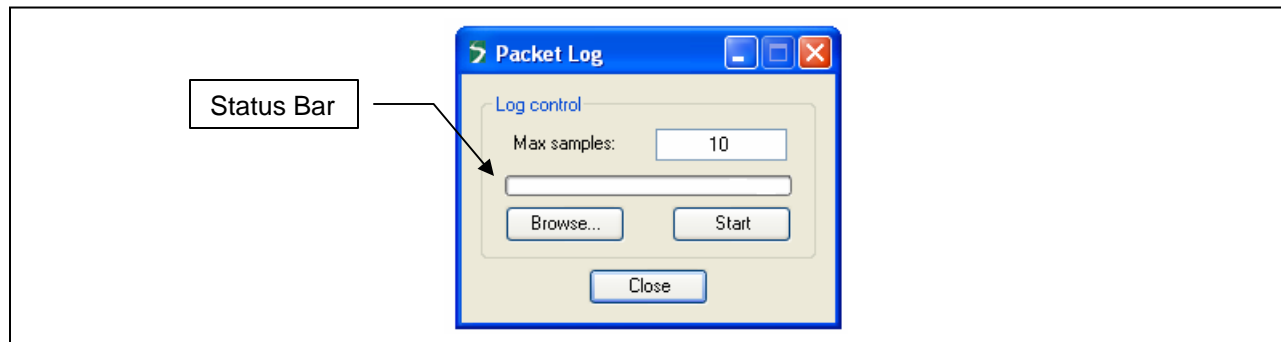 Packet Log
Status Bar
Log control
Max samples: 10
Browse... Start
Close